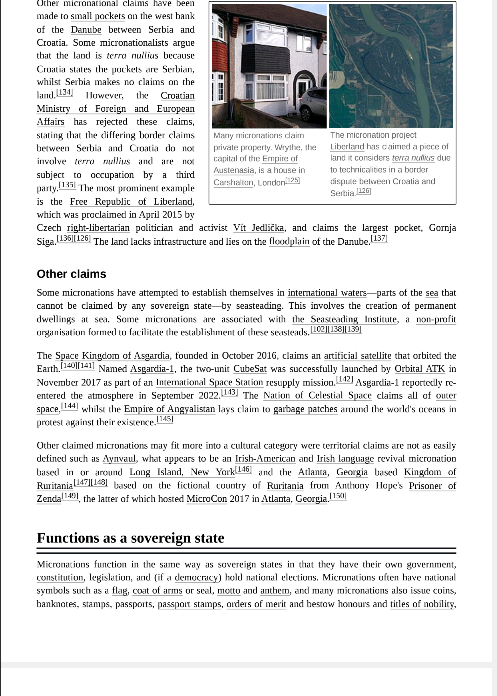 Other micronational claims have been
made to small pockets on the west bank
of the Danube between Serbia and
Croatia. Some micronationalists argue
that the land is terra nullius because
Croatia states the pockets are Serbian,
whilst Serbia makes no claims on the
land.[134] However, the Croatian
Ministry of Foreign and European
Affairs has rejected these claims,
stating that the differing border claims
between Serbia and Croatia do not
involve terra nullius and are not
subject to occupation by a third
party.[135] The most prominent example
is the Free Republic of Liberland,
which was proclaimed in April 2015 by
Czech right-libertarian politician and activist Vít Jedlička, and claims the largest pocket, Gornja
Siga.[136][126] The land lacks infrastructure and lies on the floodplain of the Danube.[137]
Many micronations claim
private property. Wrythe, the
capital of the Empire of
Austenasia, is a house in
Carshalton, London[125]
The micronation project
Liberland has claimed a piece of
land it considers terra nullius due
to technicalities in a border
dispute between Croatia and
Serbia.[126]
Other claims
Some micronations have attempted to establish themselves in international waters—parts of the sea that
cannot be claimed by any sovereign state—by seasteading. This involves the creation of permanent
dwellings at sea. Some micronations are associated with the Seasteading Institute, a non-profit
organisation formed to facilitate the establishment of these seasteads.[102][138][139]
The Space Kingdom of Asgardia, founded in October 2016, claims an artificial satellite that orbited the
Earth.[140][141] Named Asgardia-1, the two-unit CubeSat was successfully launched by Orbital ATK in
November 2017 as part of an International Space Station resupply mission.[142] Asgardia-1 reportedly re-
entered the atmosphere in September 2022.[143] The Nation of Celestial Space claims all of outer
space,[144] whilst the Empire of Angyalistan lays claim to garbage patches around the world's oceans in
protest against their existence.[145]
Other claimed micronations may fit more into a cultural category were territorial claims are not as easily
defined such as Aynvaul, what appears to be an Irish-American and Irish language revival micronation
based in or around Long Island, New York[146] and the Atlanta, Georgia based Kingdom of
Ruritania[147][148] based on the fictional country of Ruritania from Anthony Hope's Prisoner of
Zenda[149], the latter of which hosted MicroCon 2017 in Atlanta, Georgia.[150]
Functions as a sovereign state
Micronations function in the same way as sovereign states in that they have their own government,
constitution, legislation, and (if a democracy) hold national elections. Micronations often have national
symbols such as a flag, coat of arms or seal, motto and anthem, and many micronations also issue coins,
banknotes, stamps, passports, passport stamps, orders of merit and bestow honours and titles of nobility,